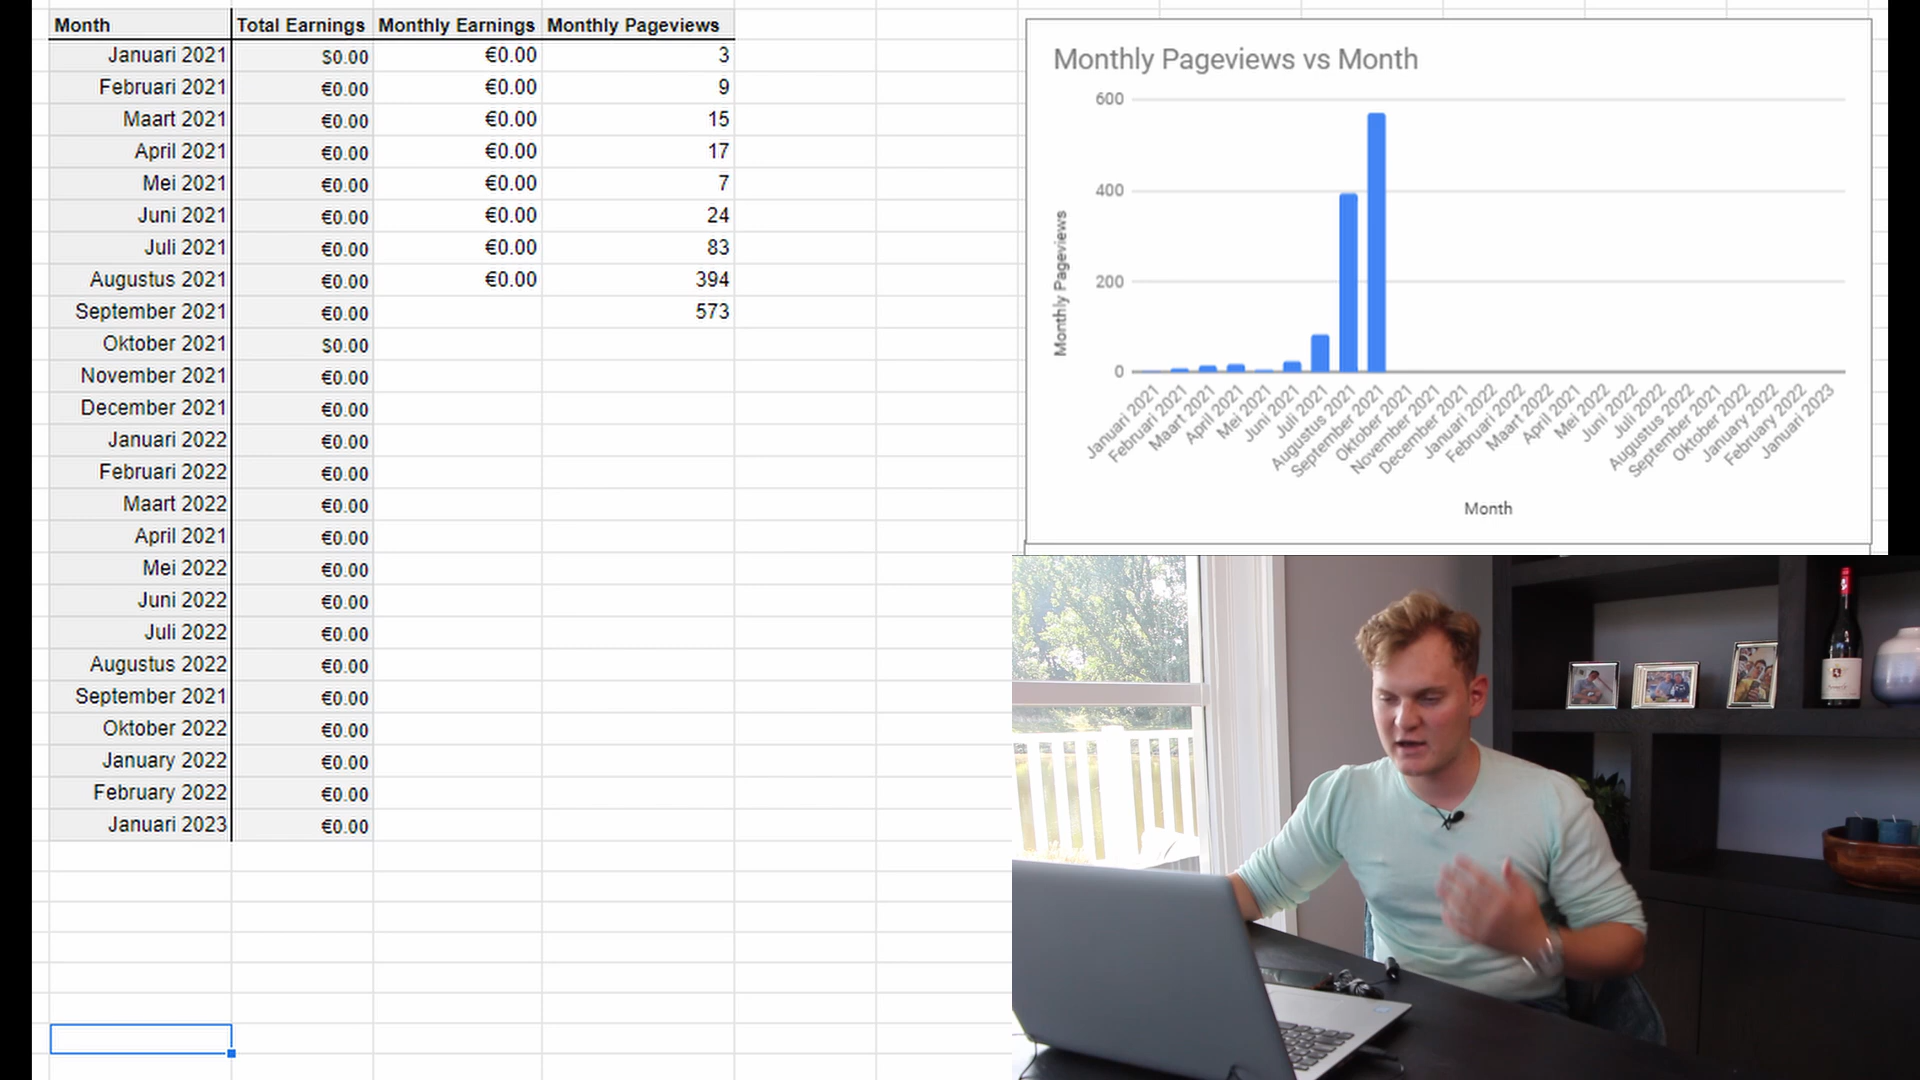 Month Total Earnings Monthly Earnings Monthly Pageviews
Januari 2021 $0.00 €0.00 3
Februari 2021 €0.00 €0.00 9
Maart 2021 €0.00 €0.00 15
April 2021 €0.00 €0.00 17
Mei 2021 €0.00 €0.00 7
Juni 2021 €0.00 €0.00 24
Juli 2021 €0.00 €0.00 83
Augustus 2021 €0.00 €0.00 394
September 2021 €0.00 573
Oktober 2021 $0.00
November 2021 €0.00
December 2021 €0.00
Januari 2022 €0.00
Februari 2022 €0.00
Maart 2022 €0.00
April 2021 €0.00
Mei 2022 €0.00
Juni 2022 €0.00
Juli 2022 €0.00
Augustus 2022 €0.00
September 2021 €0.00
Oktober 2022 €0.00
January 2022 €0.00
February 2022 €0.00
Januari 2023 €0.00
Monthly Pageviews vs Month
600
400
200
0
Monthly Pageviews
Januari 2021
Februari 2021
Maart 2021
April 2021
Mei 2021
Juni 2021
Juli 2021
Augustus 2021
September 2021
Oktober 2021
November 2021
December 2021
Januari 2022
Februari 2022
Maart 2022
April 2021
Mei 2022
Juni 2022
Juli 2022
Augustus 2022
September 2021
Oktober 2022
January 2022
February 2022
Januari 2023
Month